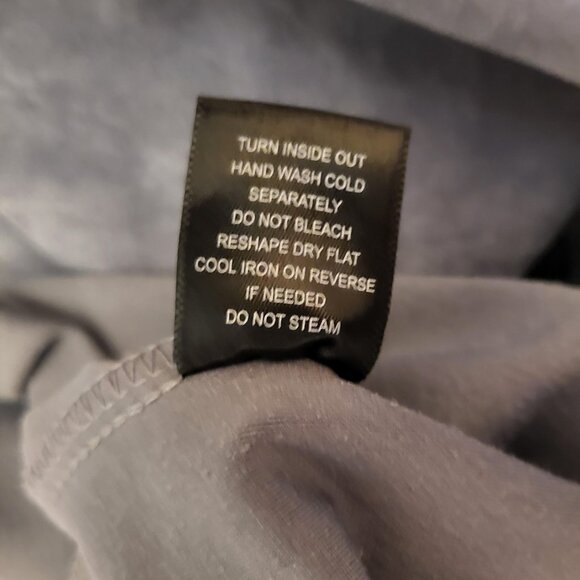 TURN INSIDE OUT
HAND WASH COLD
SEPARATELY
DO NOT BLEACH
RESHAPE DRY FLAT
COOL IRON ON REVERSE
IF NEEDED
DO NOT STEAM